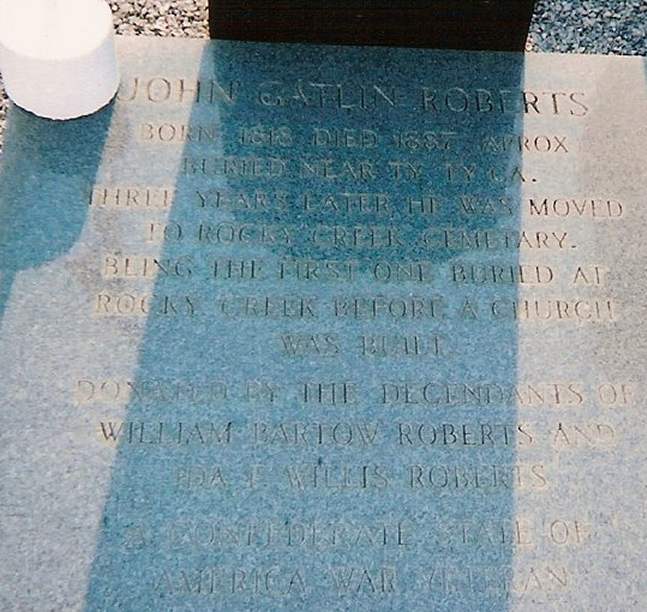 JOHN GATLIN ROBERTS
BORN 1818 DIED 1887 APROX
BURIED NEAR TY TY GA.
THREE YEARS LATER HE WAS MOVED
TO ROCKY CREEK CEMETARY.
BEING THE FIRST ONE BURIED AT
ROCKY CREEK BEFORE A CHURCH
WAS BUILT.
DONATED BY THE DECENDANTS OF
WILLIAM BARTOW ROBERTS AND
IDA F. WILLIS ROBERTS
A CONFEDERATE STATE OF
AMERICA WAR VETERAN